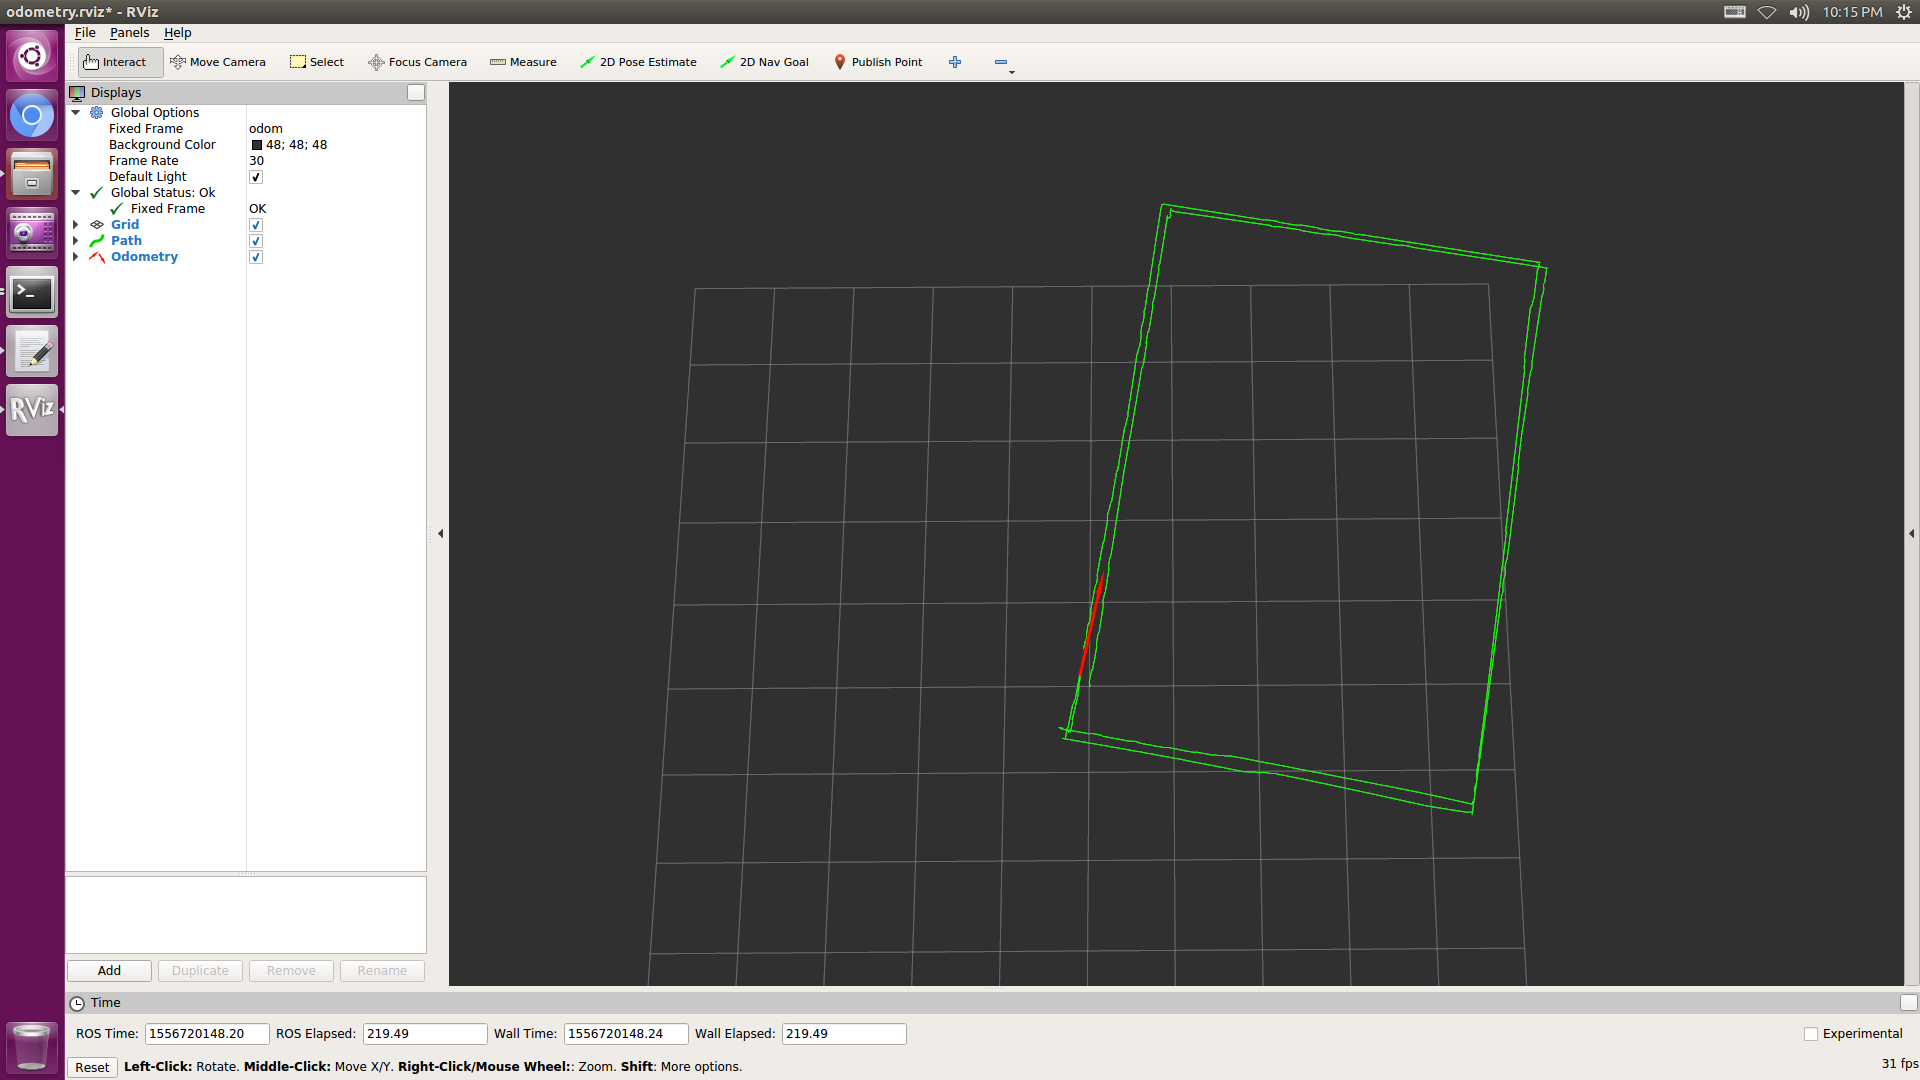 odometry.rviz* - RViz
10:15 PM
File Panels Help
Interact Move Camera Select Focus Camera Measure 2D Pose Estimate 2D Nav Goal Publish Point
Displays
Global Options
Fixed Frame odom
Background Color 48; 48; 48
Frame Rate 30
Default Light
Global Status: Ok
Fixed Frame OK
Grid
Path
Odometry
RViz
Add Duplicate Remove Rename
Time
ROS Time: 1556720148.20 ROS Elapsed: 219.49 Wall Time: 1556720148.24 Wall Elapsed: 219.49 Experimental
Reset Left-Click: Rotate. Middle-Click: Move X/Y. Right-Click/Mouse Wheel:: Zoom. Shift: More options. 31 fps